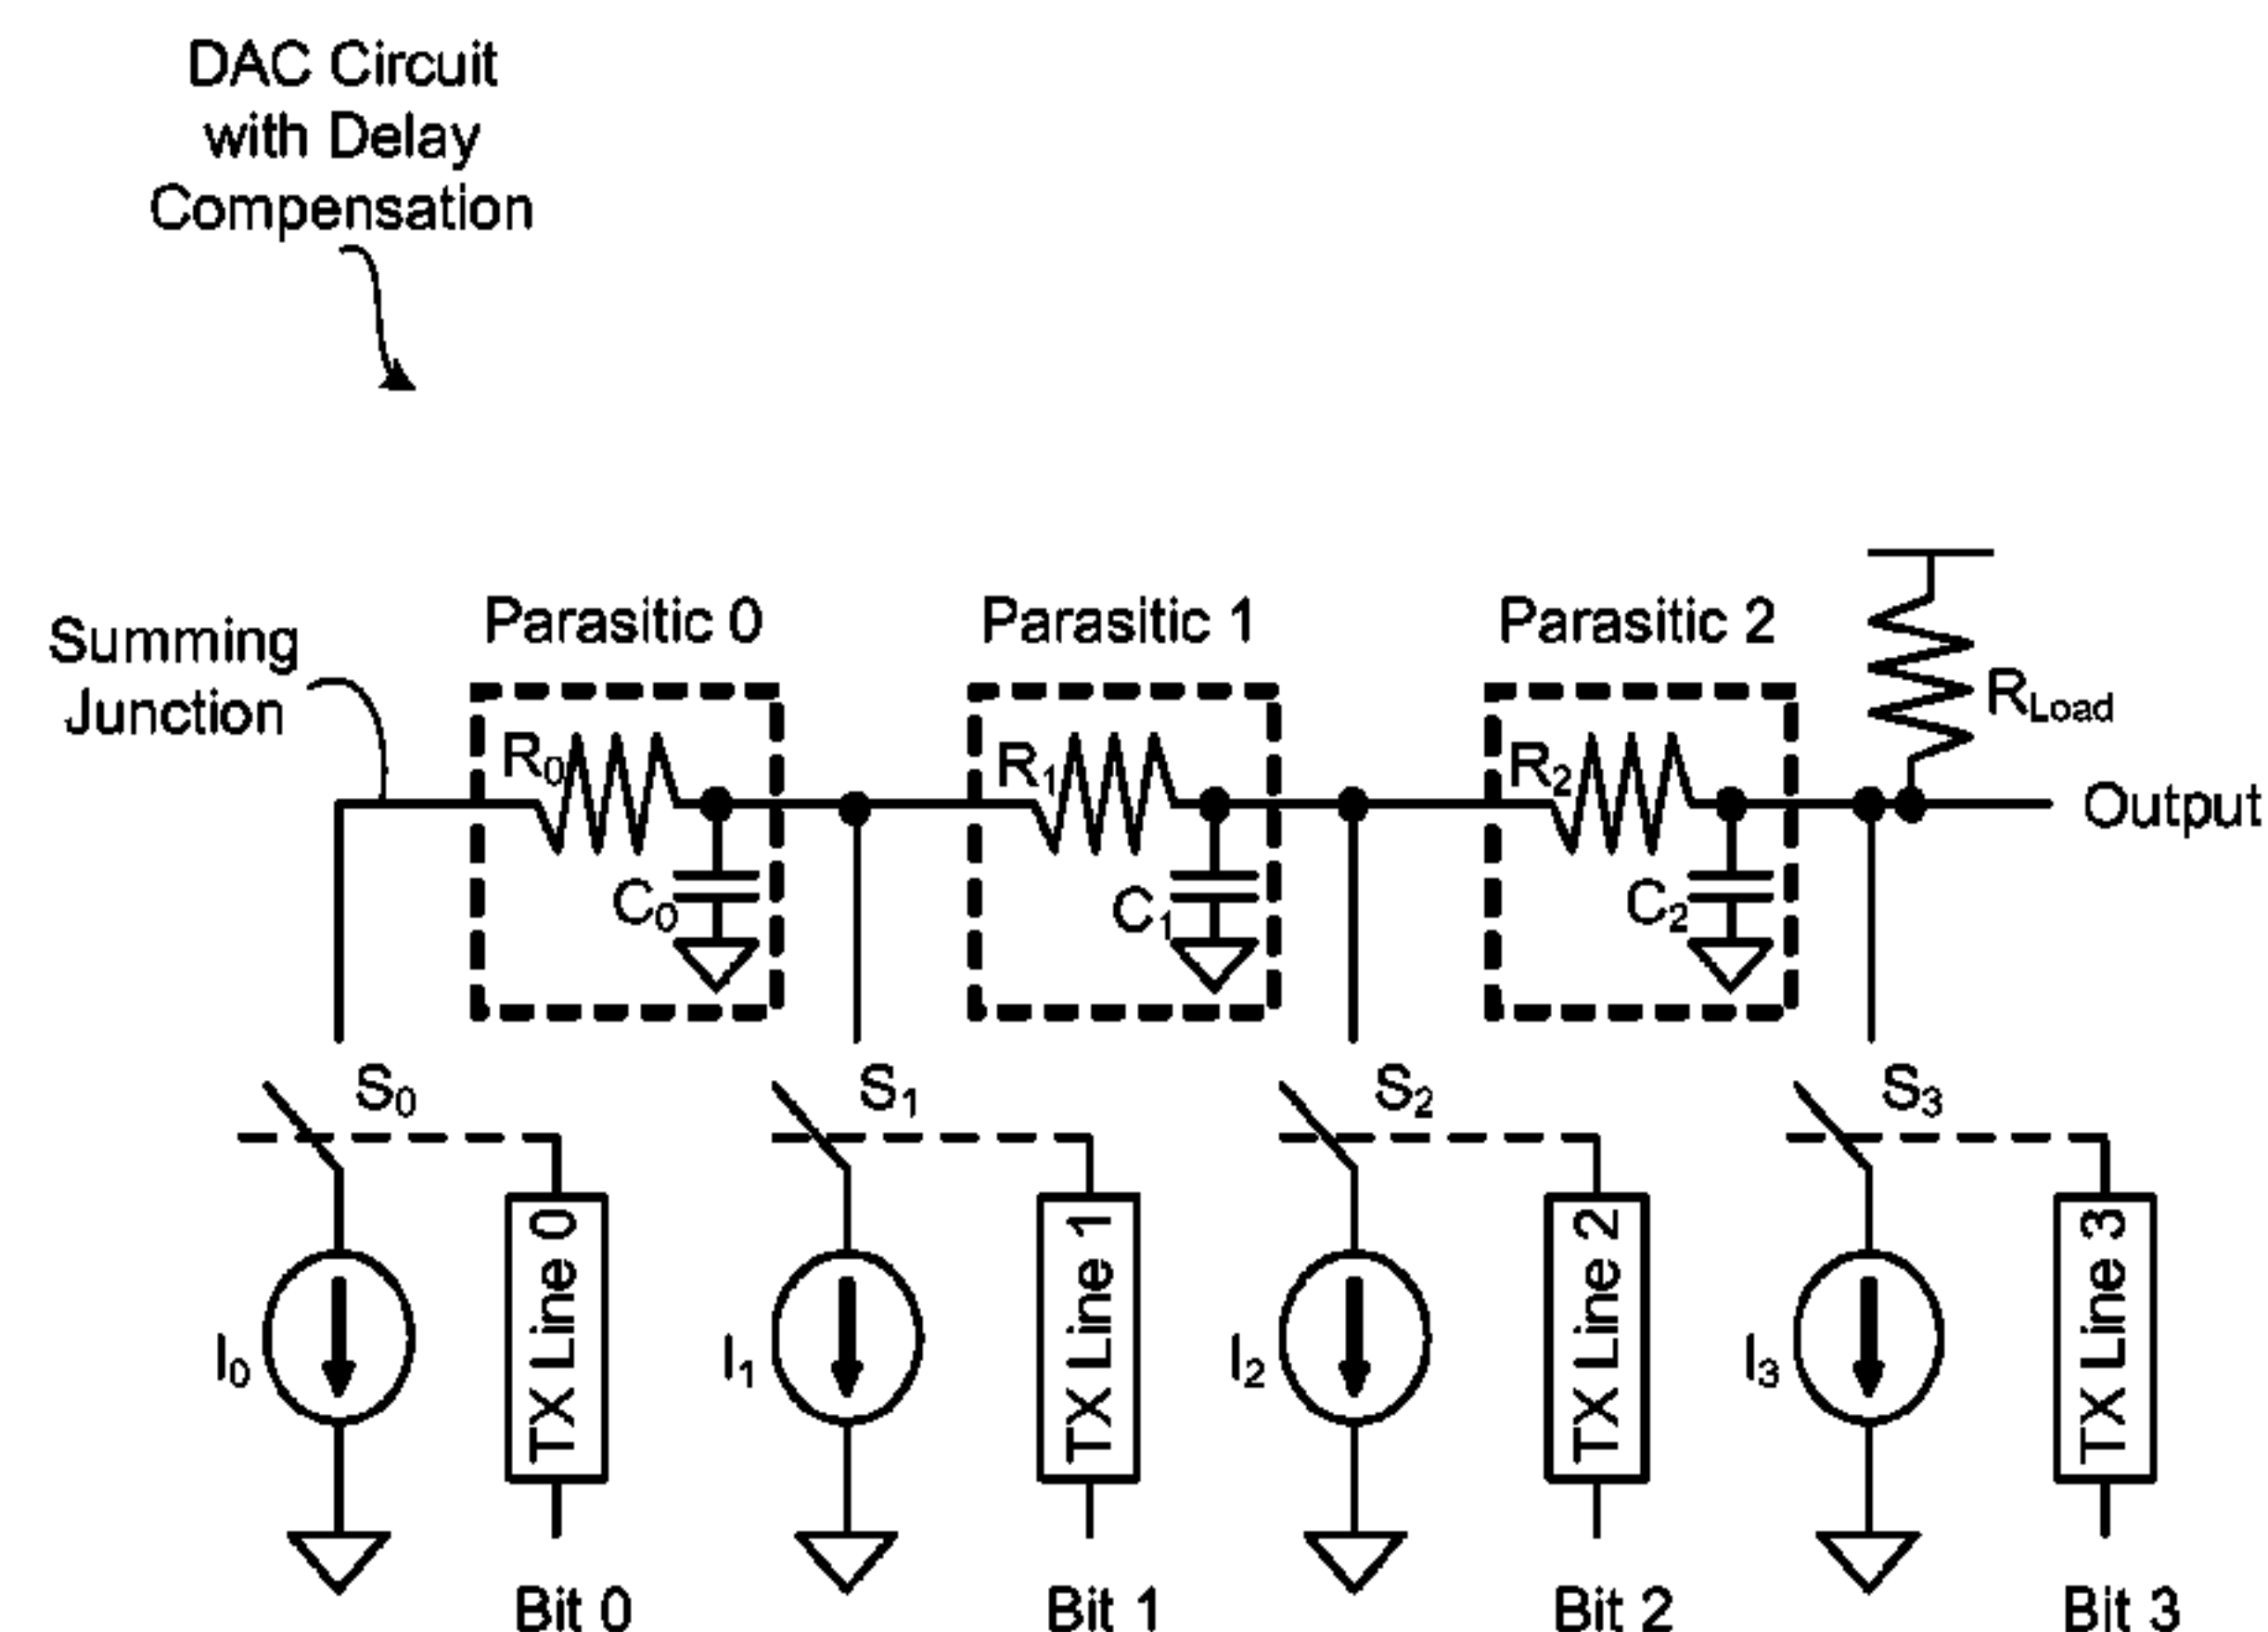 DAC Circuit
with Delay
Compensation
Parasitic 0
Parasitic 1
Parasitic 2
Summing
Junction
R0
R1
R2
RLoad
Output
C0
C1
C2
S0
S1
S2
S3
I0
TX Line 0
I1
TX Line 1
I2
TX Line 2
I3
TX Line 3
Bit 0
Bit 1
Bit 2
Bit 3